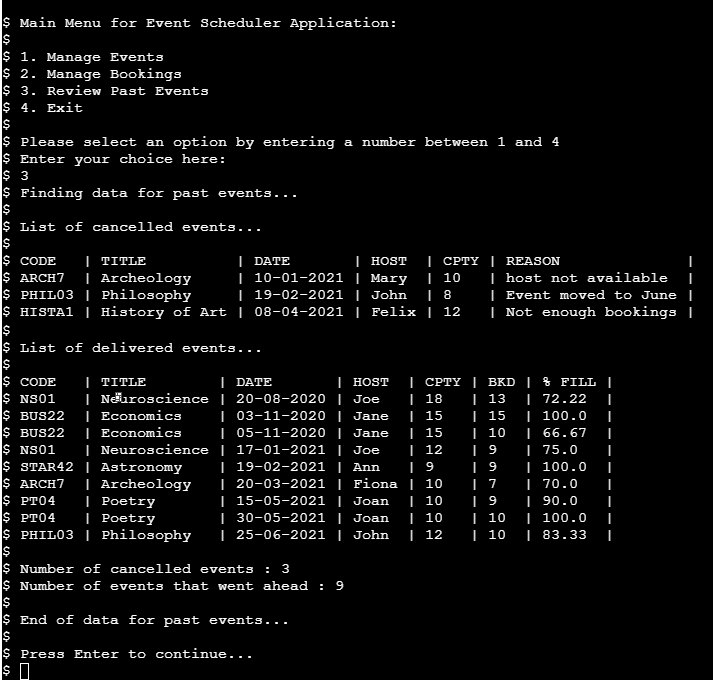 $ Main Menu for Event Scheduler Application:
$
$ 1. Manage Events
$ 2. Manage Bookings
$ 3. Review Past Events
$ 4. Exit
$
$ Please select an option by entering a number between 1 and 4
$ Enter your choice here:
$ 3
$ Finding data for past events...
$
$ List of cancelled events...
$
$ CODE   | TITLE          | DATE       | HOST  | CPTY | REASON              |
$ ARCH7  | Archeology     | 10-01-2021 | Mary  | 10   | host not available  |
$ PHIL03 | Philosophy     | 19-02-2021 | John  | 8    | Event moved to June |
$ HISTA1 | History of Art | 08-04-2021 | Felix | 12   | Not enough bookings |
$
$ List of delivered events...
$
$ CODE   | TITLE        | DATE       | HOST  | CPTY | BKD | % FILL |
$ NS01   | Neuroscience | 20-08-2020 | Joe   | 18   | 13  | 72.22  |
$ BUS22  | Economics    | 03-11-2020 | Jane  | 15   | 15  | 100.0  |
$ BUS22  | Economics    | 05-11-2020 | Jane  | 15   | 10  | 66.67  |
$ NS01   | Neuroscience | 17-01-2021 | Joe   | 12   | 9   | 75.0   |
$ STAR42 | Astronomy    | 19-02-2021 | Ann   | 9    | 9   | 100.0  |
$ ARCH7  | Archeology   | 20-03-2021 | Fiona | 10   | 7   | 70.0   |
$ PT04   | Poetry       | 15-05-2021 | Joan  | 10   | 9   | 90.0   |
$ PT04   | Poetry       | 30-05-2021 | Joan  | 10   | 10  | 100.0  |
$ PHIL03 | Philosophy   | 25-06-2021 | John  | 12   | 10  | 83.33  |
$
$ Number of cancelled events : 3
$ Number of events that went ahead : 9
$
$ End of data for past events...
$
$ Press Enter to continue...
$